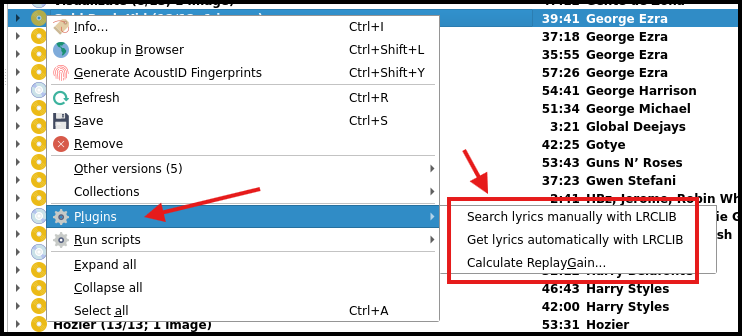 39:41 George Ezra
Info... Ctrl+I
37:18 George Ezra
Lookup in Browser Ctrl+Shift+L
35:55 George Ezra
Generate AcoustID Fingerprints Ctrl+Shift+Y
57:26 George Ezra
54:41 George Harrison
Refresh Ctrl+R
51:34 George Michael
Save Ctrl+S
3:21 Global Deejays
Remove
42:25 Gotye
Other versions (5)
53:43 Guns N’ Roses
37:23 Gwen Stefani
Collections
2:41 HBz, Jerome, Robin
Plugins
Search lyrics manually with LRCLIB
Run scripts
Get lyrics automatically with LRCLIB
Expand all
Calculate ReplayGain...
Harry Belafonte
Collapse all
46:43 Harry Styles
Select all Ctrl+A
42:00 Harry Styles
Hozier (13/13; 1 image) 53:31 Hozier